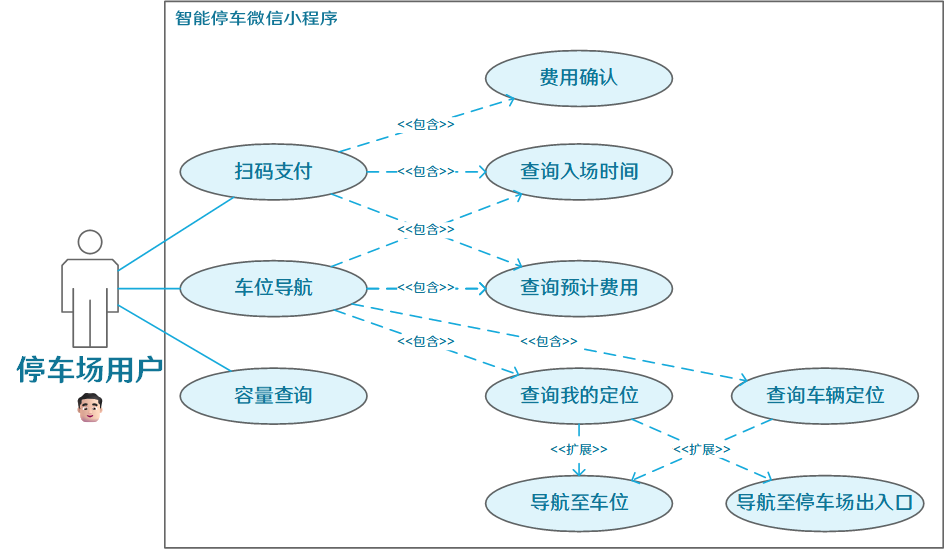 智能停车微信小程序
费用确认
<<包含>>
扫码支付
<<包含>>
查询入场时间
<<包含>>
车位导航
<<包含>>
查询预计费用
<<包含>>
<<包含>>
停车场用户
容量查询
查询我的定位
查询车辆定位
<<扩展>>
<<扩展>>
导航至车位
导航至停车场出入口